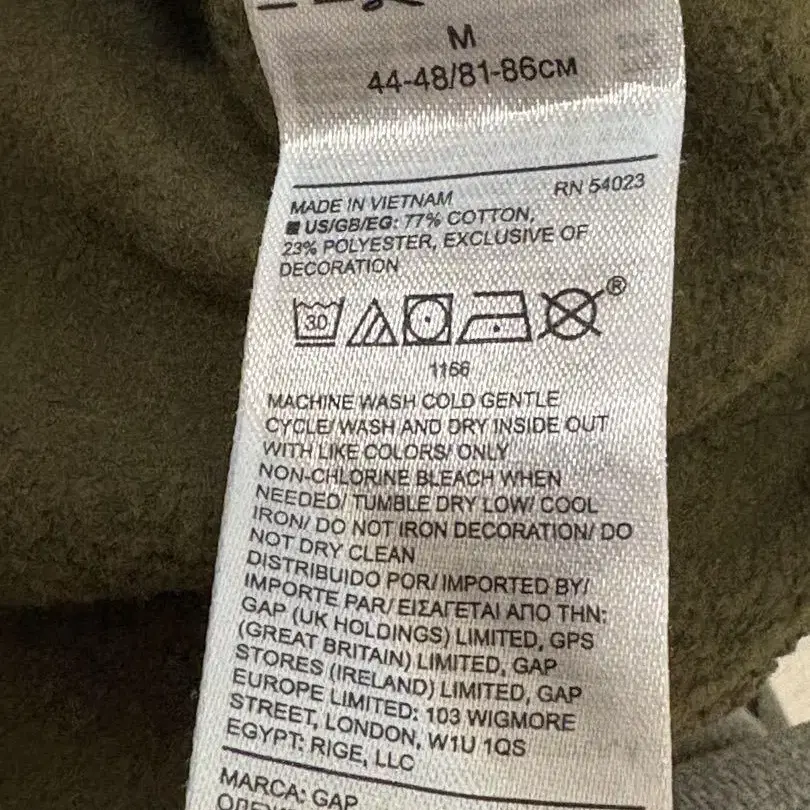 M
44-48/81-86CM
RN 54023
MADE IN VIETNAM
US/GB/EG: 77% COTTON,
23% POLYESTER, EXCLUSIVE OF
DECORATION
30
®
1166
MACHINE WASH COLD GENTLE
CYCLE/ WASH AND DRY INSIDE OUT
WITH LIKE COLORS/ ONLY
NON-CHLORINE BLEACH WHEN
NEEDED/ TUMBLE DRY LOW/ COOL
IRON/ DO NOT IRON DECORATION/ DO
NOT DRY CLEAN
DISTRIBUIDO POR/ IMPORTED BY/
IMPORTE PAR/ ΕΙΣΑΓΕΤΑΙ ΑΠΟ ΤΗΝ:
GAP (UK HOLDINGS) LIMITED, GPS
(GREAT BRITAIN) LIMITED, GAP
STORES (IRELAND) LIMITED, GAP
EUROPE LIMITED: 103 WIGMORE
STREET, LONDON, W1U 1QS
EGYPT: RIGE, LLC
MARCA: GAP